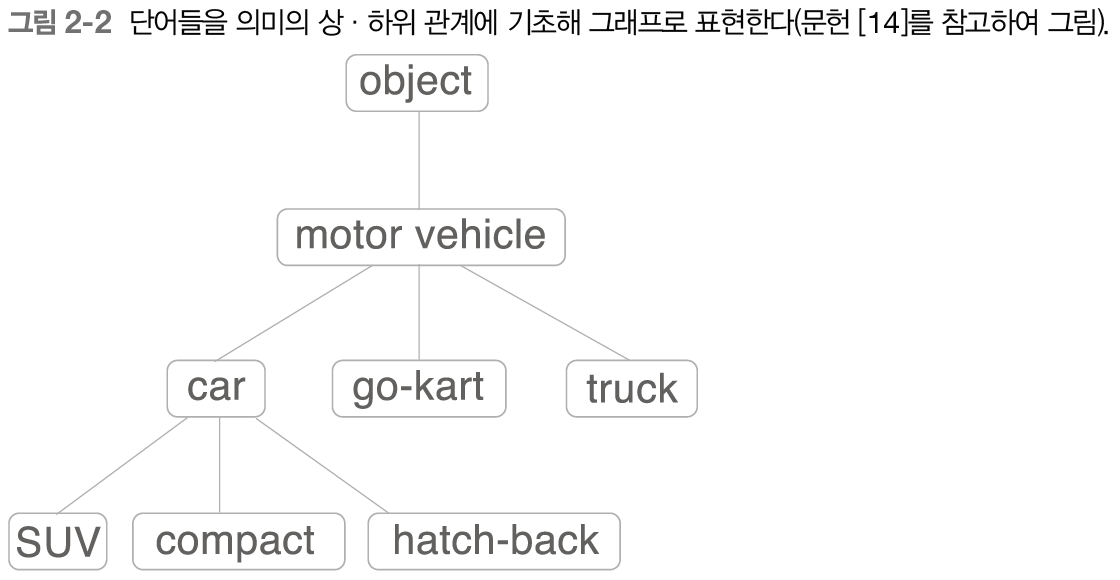 그림 2-2 단어들을 의미의 상 · 하위 관계에 기초해 그래프로 표현한다(문헌 [14]를 참고하여 그림).
object
motor vehicle
car go-kart truck
SUV compact hatch-back